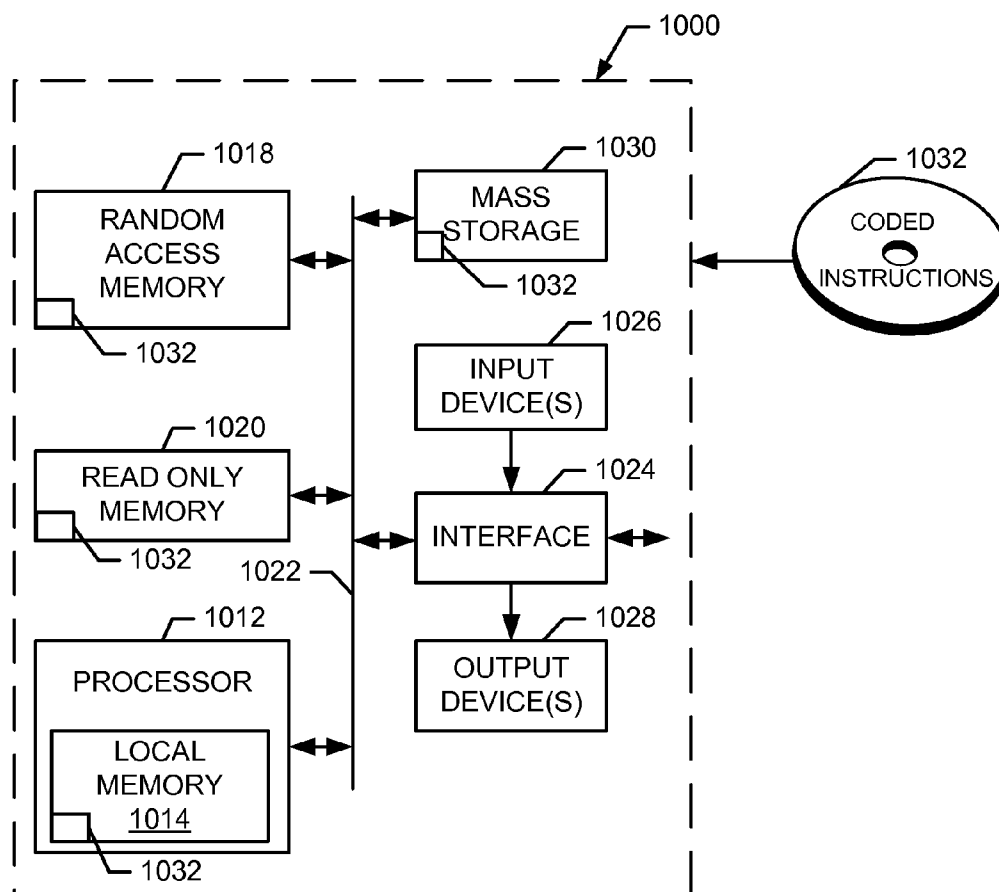 1000
1018
RANDOM
ACCESS
MEMORY
1032
1030
MASS
STORAGE
1032
1032
CODED
INSTRUCTIONS
1026
INPUT
DEVICE(S)
1020
READ ONLY
MEMORY
1032
1024
INTERFACE
1022
1012
PROCESSOR
LOCAL
MEMORY
1014
1032
1028
OUTPUT
DEVICE(S)